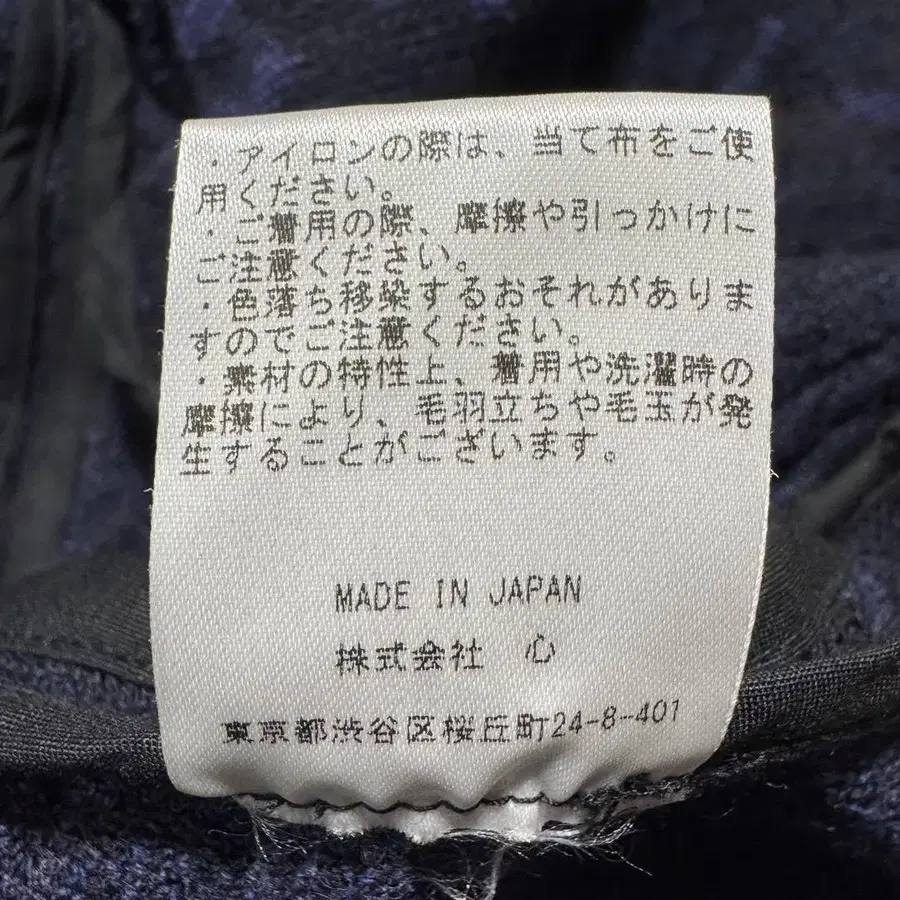 ・アイロンの際は、当て布をご使
用ください。
・ご着用の際、摩擦や引っかけに
ご注意ください。
・色落ち移染するおそれがありま
すのでご注意ください。
・素材の特性上、着用や洗濯時の
摩擦により、毛羽立ちや毛玉が発
生することがございます。
MADE IN JAPAN
株式会社 心
東京都渋谷区桜丘町24-8-401